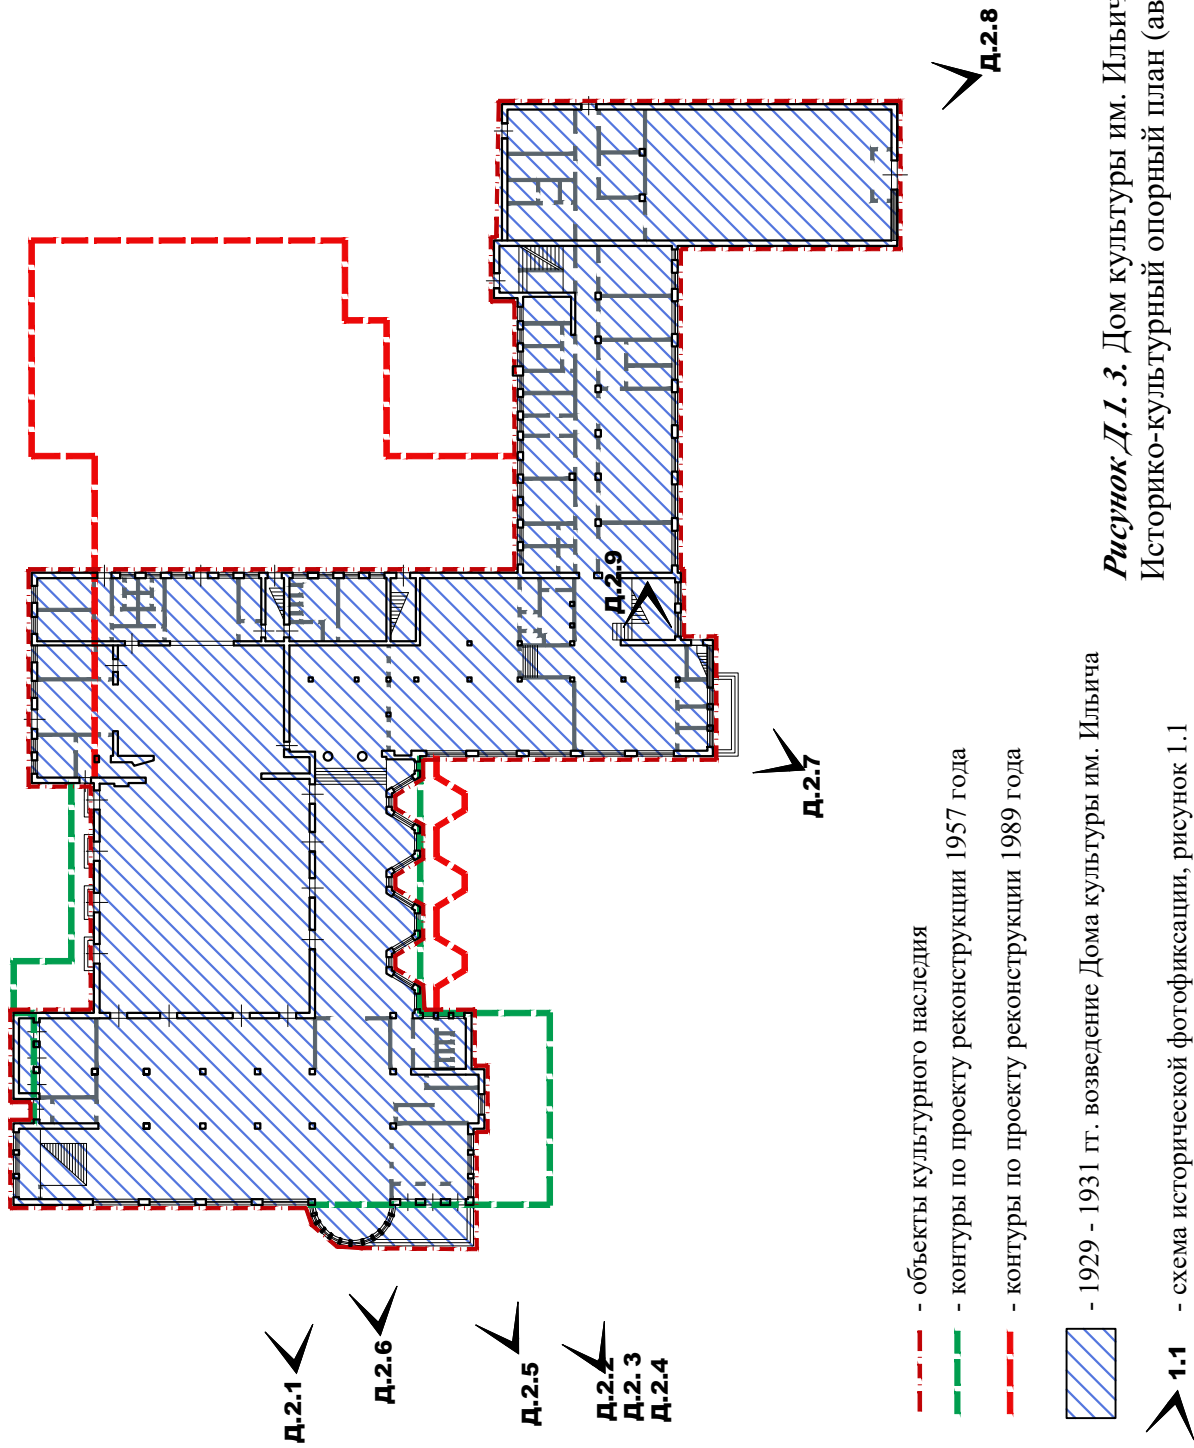 Д.2.1
Д.2.6
Д.2.5
Д.2.2
Д.2. 3
Д.2.4
Д.2.7
Д.2.9
Д.2.8
- объекты культурного наследия
- контуры по проекту реконструкции 1957 года
- контуры по проекту реконструкции 1989 года
- 1929 - 1931 гг. возведение Дома культуры им. Ильича
1.1 - схема исторической фотофиксации, рисунок 1.1
Рисунок Д.1. 3. Дом культуры им. Ильич
Историко-культурный опорный план (ав